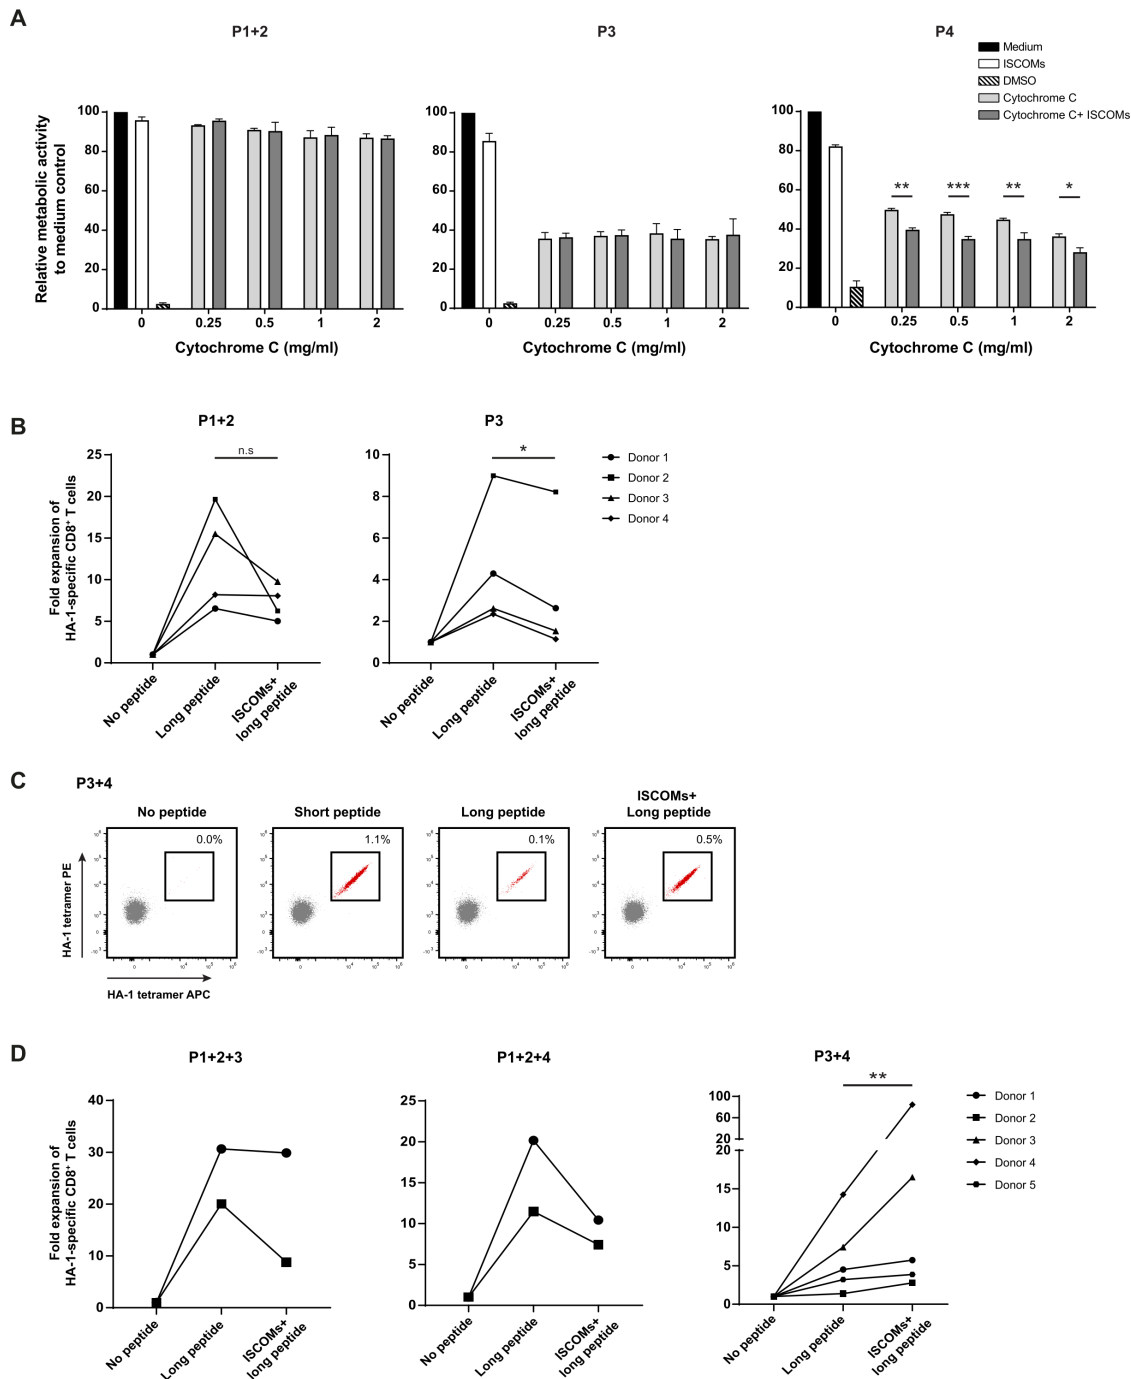 A
P1+2
P3
P4
Medium
ISCOMs
DMSO
Cytochrome C
Cytochrome C+ ISCOMs
Relative metabolic activity
to medium control
100
80
60
40
20
0
0 0.25 0.5 1 2
Cytochrome C (mg/ml)
100
80
60
40
20
0
0 0.25 0.5 1 2
Cytochrome C (mg/ml)
100
80
60
40
20
0
** *** ** *
0 0.25 0.5 1 2
Cytochrome C (mg/ml)
B
P1+2
P3
Fold expansion of
HA-1-specific CD8⁺ T cells
25
20
15
10
5
0
n.s
No peptide
Long peptide
ISCOMs+
long peptide
10
8
6
4
2
0
*
No peptide
Long peptide
ISCOMs+
long peptide
Donor 1
Donor 2
Donor 3
Donor 4
C
P3+4
No peptide
Short peptide
Long peptide
ISCOMs+
Long peptide
0.0%
1.1%
0.1%
0.5%
HA-1 tetramer PE
HA-1 tetramer APC
D
P1+2+3
P1+2+4
P3+4
Fold expansion of
HA-1-specific CD8⁺ T cells
40
30
20
10
0
No peptide
Long peptide
ISCOMs+
long peptide
25
20
15
10
5
0
No peptide
Long peptide
ISCOMs+
long peptide
100
60
20
20
15
10
5
0
**
No peptide
Long peptide
ISCOMs+
long peptide
Donor 1
Donor 2
Donor 3
Donor 4
Donor 5